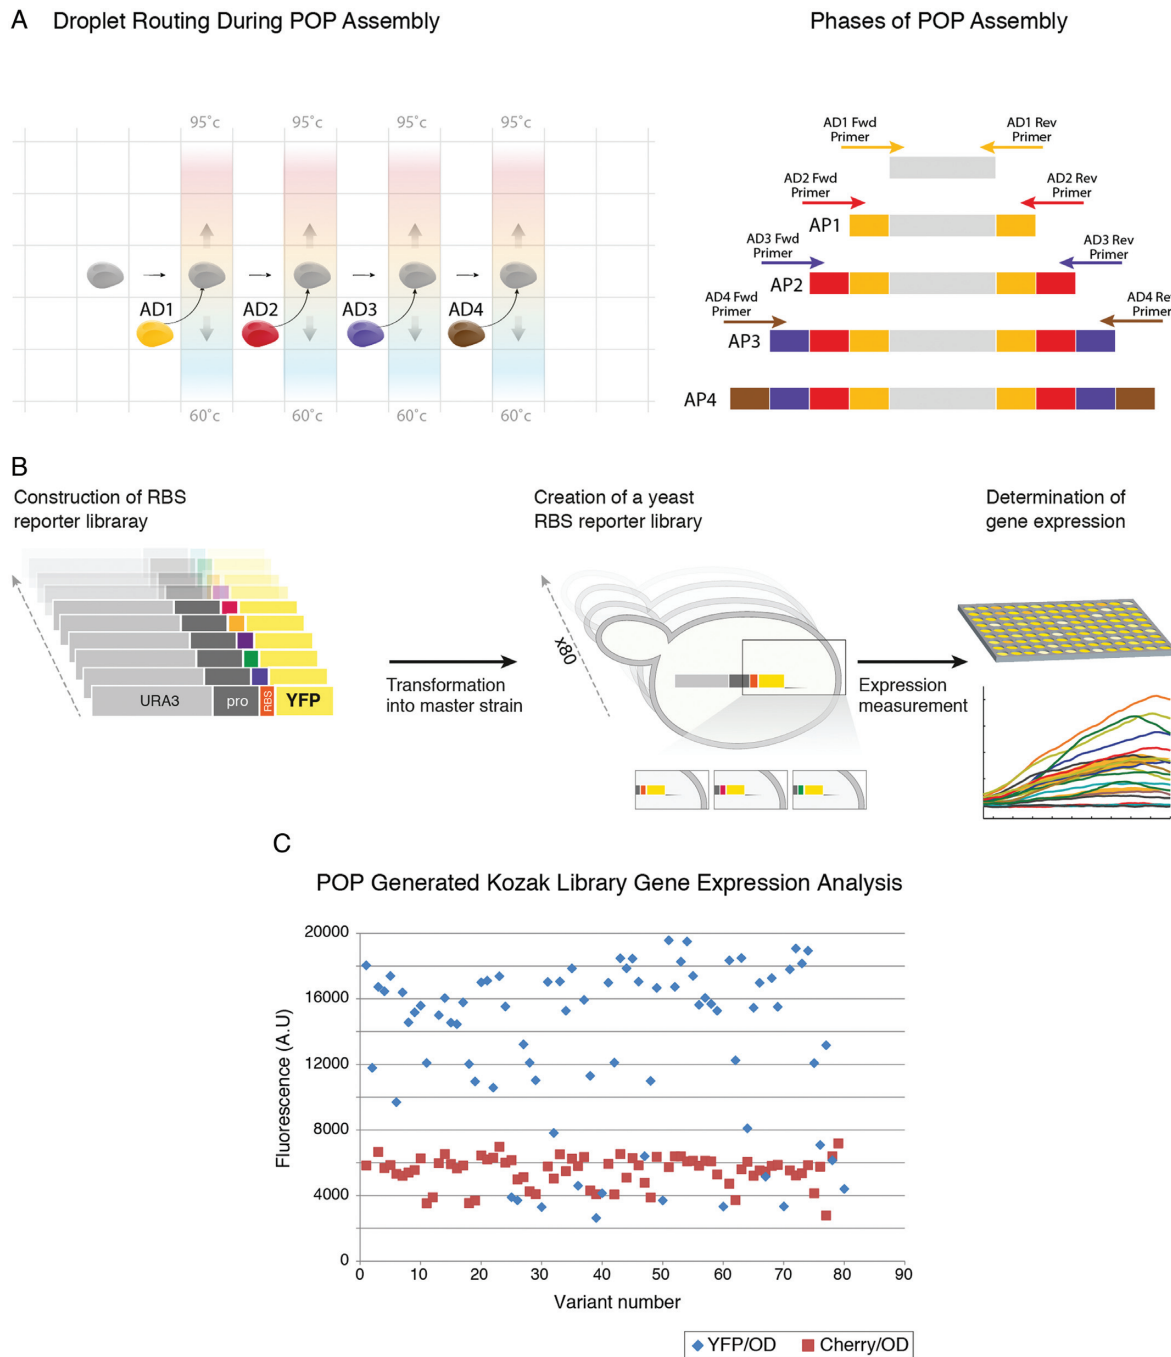 A Droplet Routing During POP Assembly
Phases of POP Assembly
95°c 95°c 95°c 95°c
AD1 AD2 AD3 AD4
60°c 60°c 60°c 60°c
AD1 Fwd
Primer
AD1 Rev
Primer
AD2 Fwd
Primer
AD2 Rev
Primer
AP1
AD3 Fwd
Primer
AD3 Rev
Primer
AP2
AD4 Fwd
Primer
AD4 Rev
Primer
AP3
AP4
B
Construction of RBS
reporter libraray
URA3 pro RBS YFP
Transformation
into master strain
Creation of a yeast
RBS reporter library
x80
Expression
measurement
Determination of
gene expression
C
POP Generated Kozak Library Gene Expression Analysis
Fluorescence (A.U)
20000
16000
12000
8000
4000
0
0 10 20 30 40 50 60 70 80 90
Variant number
YFP/OD Cherry/OD